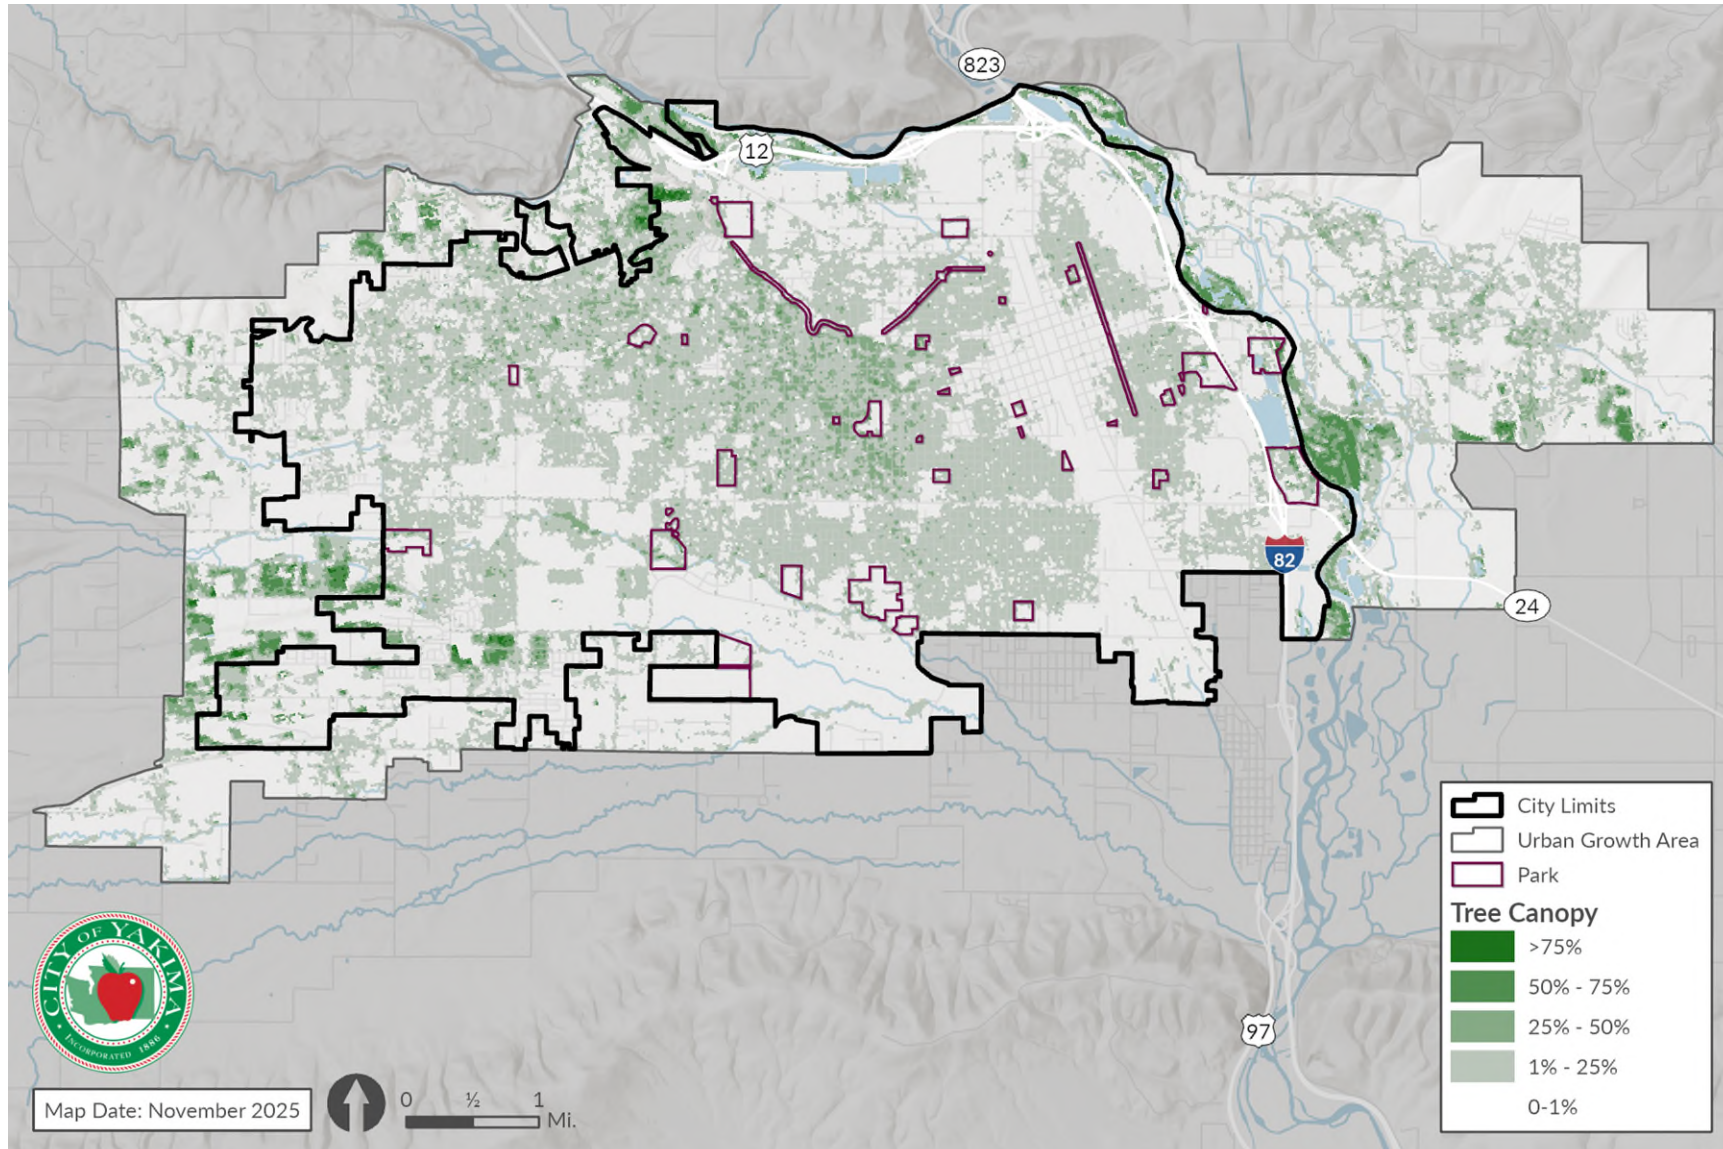 823
12
82
24
97
City Limits
Urban Growth Area
Park
Tree Canopy
>75%
50% - 75%
25% - 50%
1% - 25%
0-1%
CITY OF YAKIMA
INCORPORATED 1886
Map Date: November 2025
0 ½ 1
Mi.